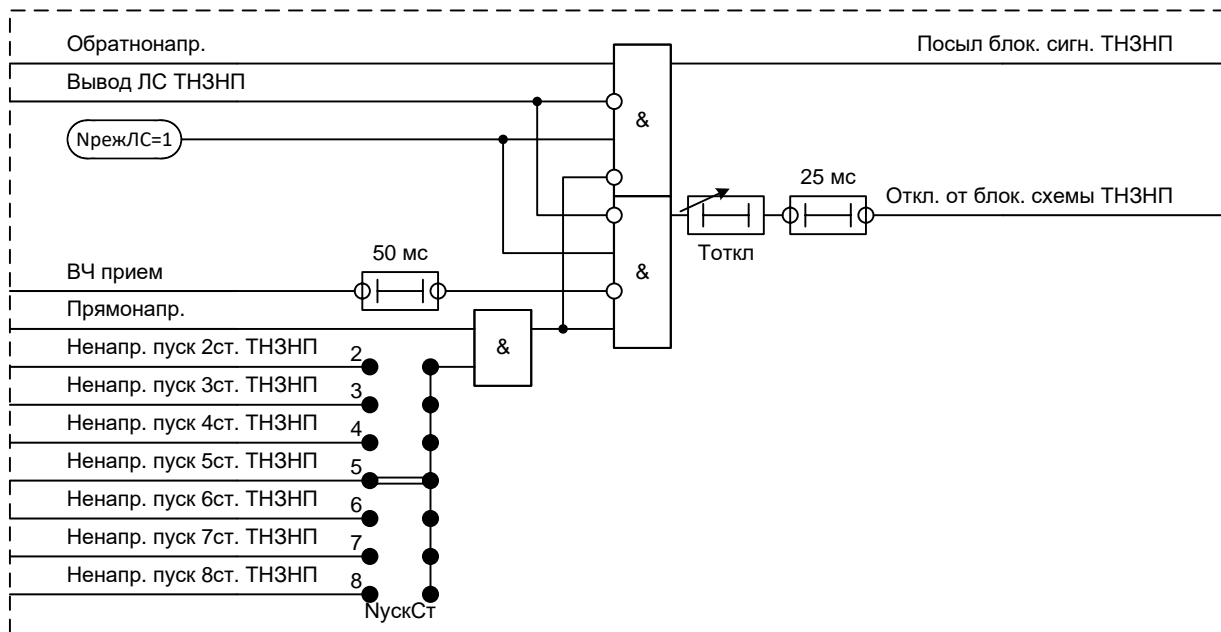 Обратнонапр.
Посыл блок. сигн. ТНЗНП
Вывод ЛС ТНЗНП
&
NрежЛС=1
25 мс
Откл. от блок. схемы ТНЗНП
Тоткл
50 мс
&
ВЧ прием
Прямонапр.
&
Ненапр. пуск 2ст. ТНЗНП 2
Ненапр. пуск 3ст. ТНЗНП 3
Ненапр. пуск 4ст. ТНЗНП 4
Ненапр. пуск 5ст. ТНЗНП 5
Ненапр. пуск 6ст. ТНЗНП 6
Ненапр. пуск 7ст. ТНЗНП 7
Ненапр. пуск 8ст. ТНЗНП 8
NускСт